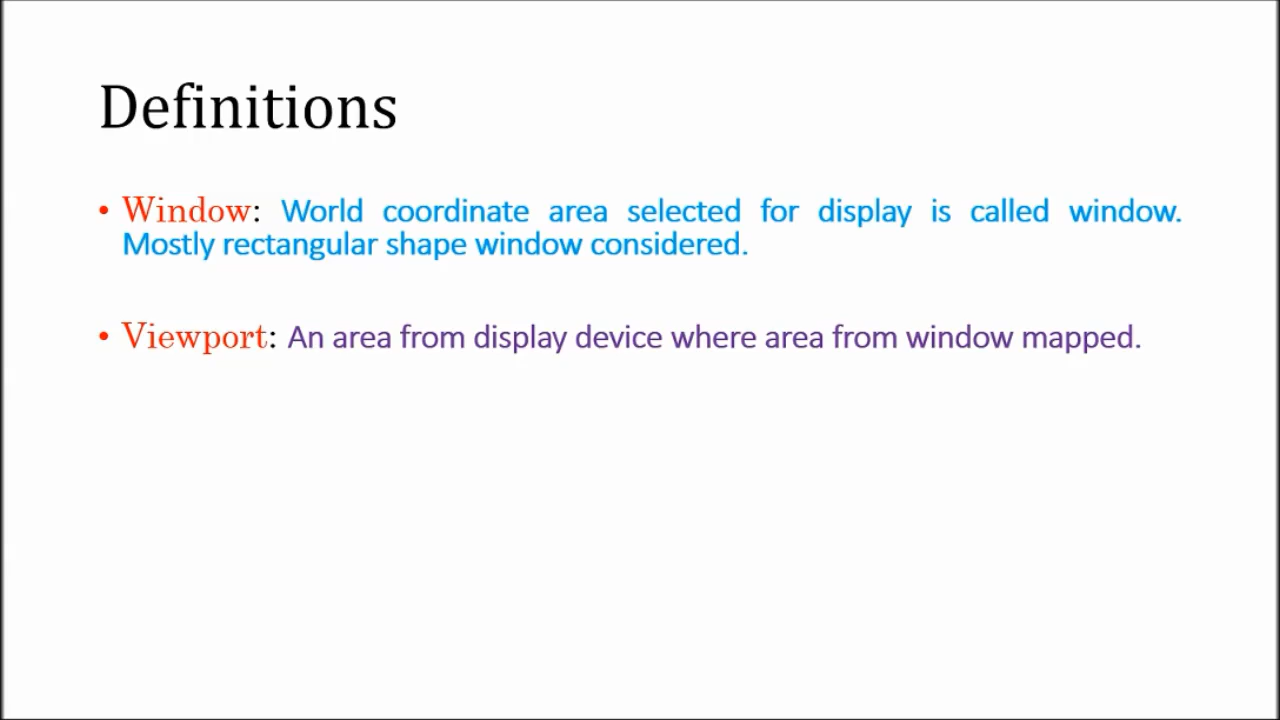 Definitions
• Window: World coordinate area selected for display is called window.
Mostly rectangular shape window considered.
• Viewport: An area from display device where area from window mapped.